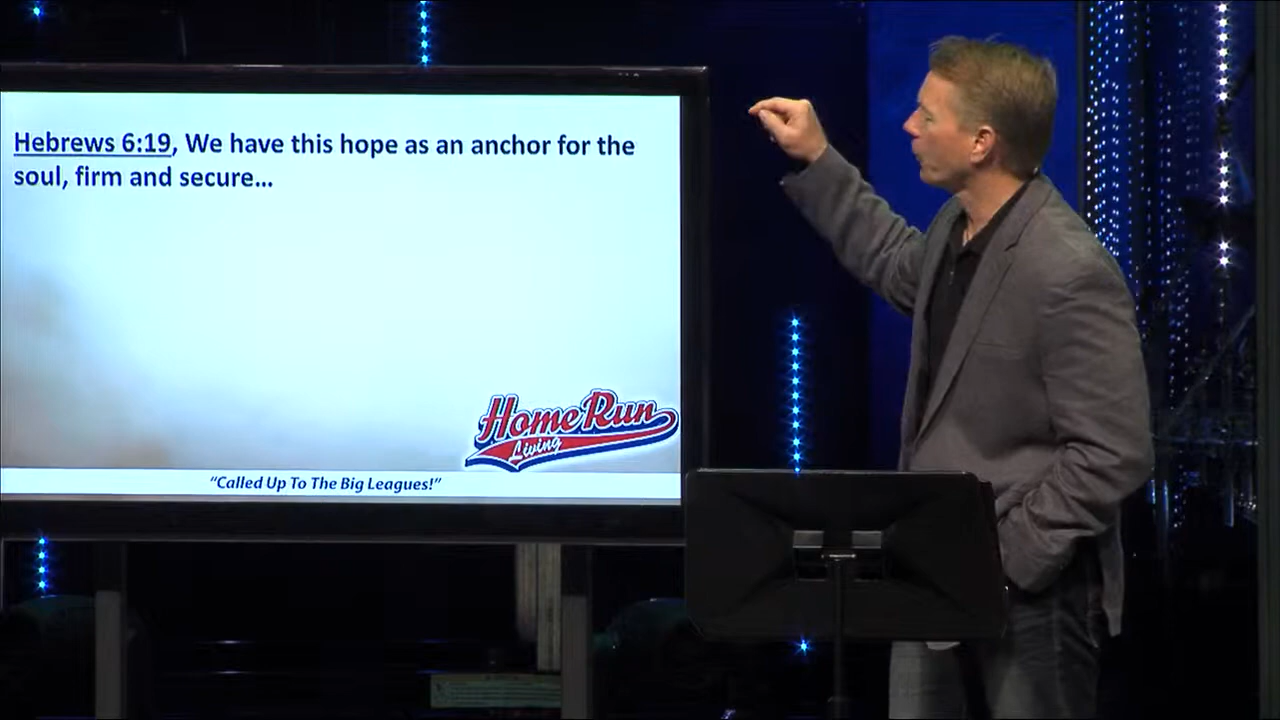 Hebrews 6:19, We have this hope as an anchor for the
soul, firm and secure...
Home Run
Living
“Called Up To The Big Leagues!”